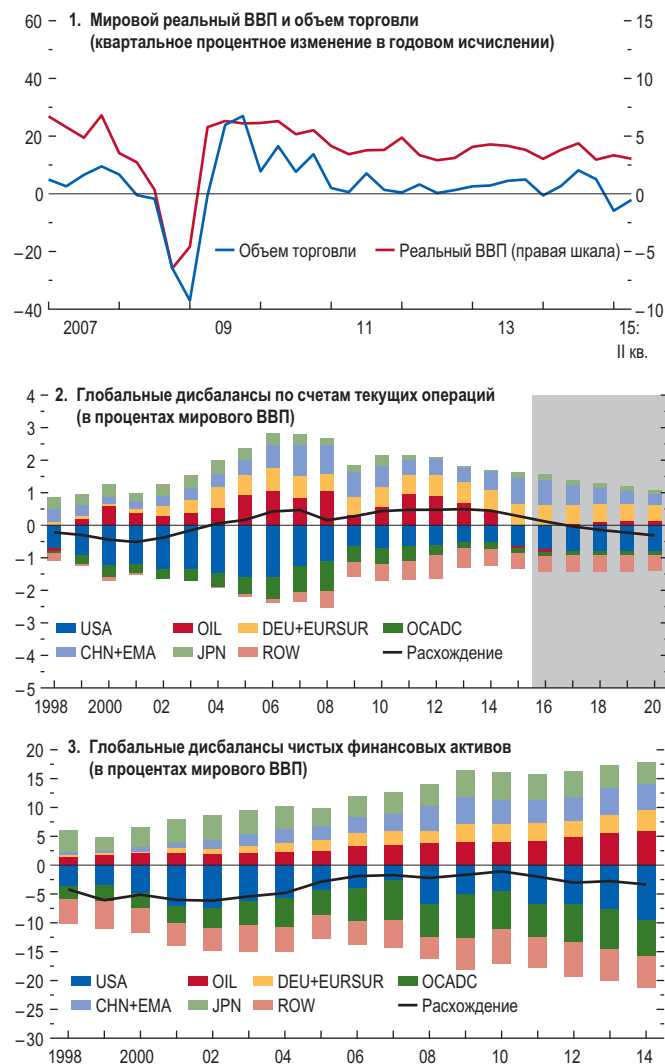 1. Мировой реальный ВВП и объем торговли
(квартальное процентное изменение в годовом исчислении)
60
40
20
0
−20
−40
15
10
5
0
−5
−10
Объем торговли
Реальный ВВП (правая шкала)
2007 09 11 13 15:
II кв.
2. Глобальные дисбалансы по счетам текущих операций
(в процентах мирового ВВП)
4
3
2
1
0
−1
−2
−3
−4
−5
USA OIL DEU+EURSUR OCADC
CHN+EMA JPN ROW Расхождение
1998 2000 02 04 06 08 10 12 14 16 18 20
3. Глобальные дисбалансы чистых финансовых активов
(в процентах мирового ВВП)
20
15
10
5
0
−5
−10
−15
−20
−25
−30
USA OIL DEU+EURSUR OCADC
CHN+EMA JPN ROW Расхождение
1998 2000 02 04 06 08 10 12 14